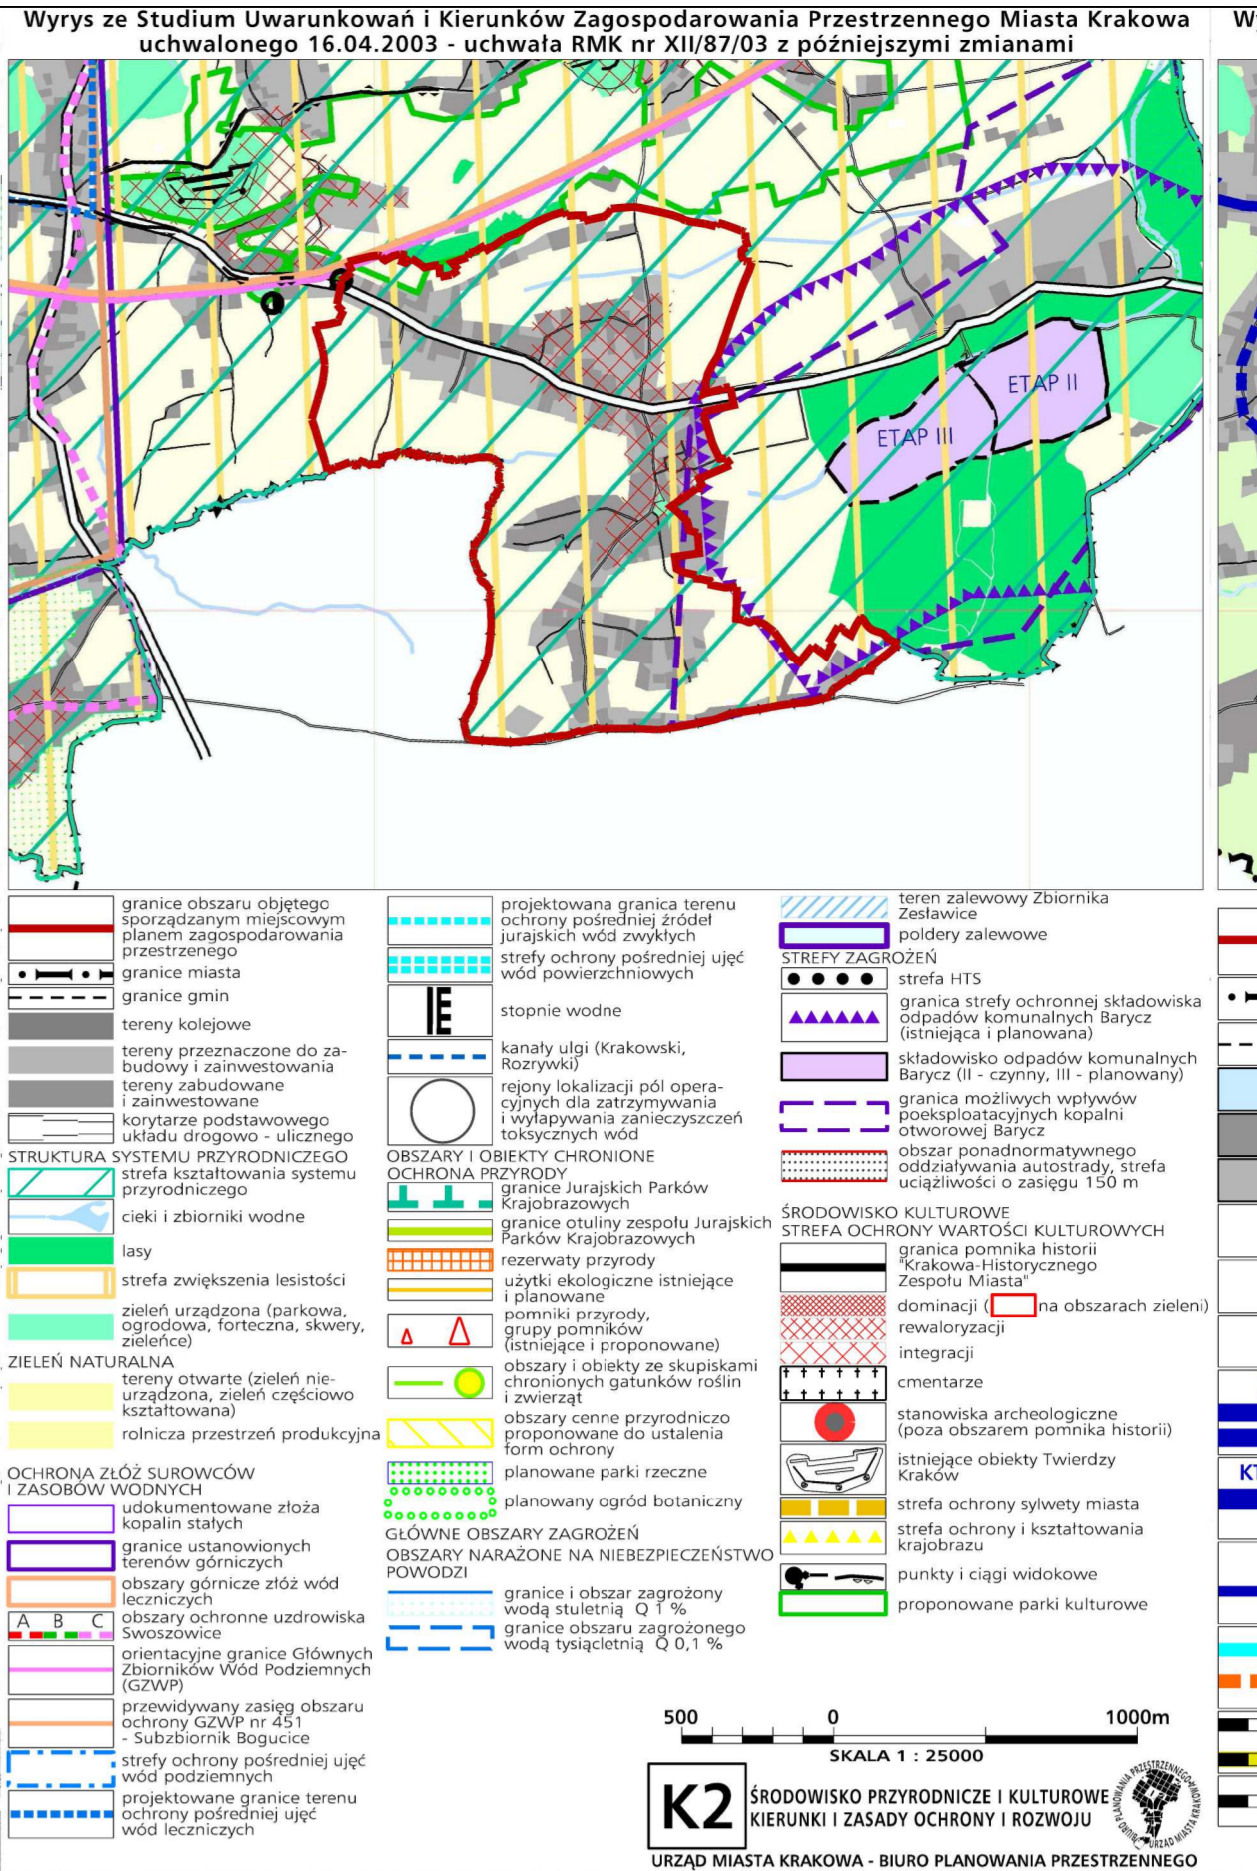 Wyrys ze Studium Uwarunkowań i Kierunków Zagospodarowania Przestrzennego Miasta Krakowa
uchwalonego 16.04.2003 - uchwała RMK nr XII/87/03 z późniejszymi zmianami
ETAP II
ETAP III
granice obszaru objętego
sporządzanym miejscowym
planem zagospodarowania
przestrzenego
granice miasta
granice gmin
tereny kolejowe
tereny przeznaczone do za-
budowy i zainwestowania
tereny zabudowane
i zainwestowane
korytarze podstawowego
układu drogowo - ulicznego
STRUKTURA SYSTEMU PRZYRODNICZEGO
strefa kształtowania systemu
przyrodniczego
cieki i zbiorniki wodne
lasy
strefa zwiększenia lesistości
zieleń urządzona (parkowa,
ogrodowa, forteczna, skwery,
zieleńce)
ZIELEŃ NATURALNA
tereny otwarte (zieleń nie-
urządzona, zieleń częściowo
kształtowana)
rolnicza przestrzeń produkcyjna
OCHRONA ZŁÓŻ SUROWCÓW
I ZASOBÓW WODNYCH
udokumentowane złoża
kopalin stałych
granice ustanowionych
terenów górniczych
obszary górnicze złóż wód
leczniczych
A B C
obszary ochronne uzdrowiska
Swoszowice
orientacyjne granice Głównych
Zbiorników Wód Podziemnych
(GZWP)
przewidywany zasięg obszaru
ochrony GZWP nr 451
- Subzbiornik Bogucice
strefy ochrony pośredniej ujęć
wód podziemnych
projektowane granice terenu
ochrony pośredniej ujęć
wód leczniczych
projektowana granica terenu
ochrony pośredniej źródeł
jurajskich wód zwykłych
strefy ochrony pośredniej ujęć
wód powierzchniowych
stopnie wodne
kanały ulgi (Krakowski,
Rozrywki)
rejony lokalizacji pól opera-
cyjnych dla zatrzymywania
i wyłapywania zanieczyszczeń
toksycznych wód
OBSZARY I OBIEKTY CHRONIONE
OCHRONA PRZYRODY
granice Jurajskich Parków
Krajobrazowych
granice otuliny zespołu Jurajskich
Parków Krajobrazowych
rezerwaty przyrody
użytki ekologiczne istniejące
i planowane
pomniki przyrody,
grupy pomników
(istniejące i proponowane)
obszary i obiekty ze skupiskami
chronionych gatunków roślin
i zwierząt
obszary cenne przyrodniczo
proponowane do ustalenia
form ochrony
planowane parki rzeczne
planowany ogród botaniczny
GŁÓWNE OBSZARY ZAGROŻEŃ
OBSZARY NARAŻONE NA NIEBEZPIECZEŃSTWO
POWODZI
granice i obszar zagrożony
wodą stuletnią Q 1 %
granice obszaru zagrożonego
wodą tysiącletnią Q 0,1 %
teren zalewowy Zbiornika
Zesławice
poldery zalewowe
STREFY ZAGROŻEŃ
strefa HTS
granica strefy ochronnej składowiska
odpadów komunalnych Barycz
(istniejąca i planowana)
składowisko odpadów komunalnych
Barycz (II - czynny, III - planowany)
granica możliwych wpływów
poeksploatacyjnych kopalni
otworowej Barycz
obszar ponadnormatywnego
oddziaływania autostrady, strefa
uciążliwości o zasięgu 150 m
ŚRODOWISKO KULTUROWE
STREFA OCHRONY WARTOŚCI KULTUROWYCH
granica pomnika historii
"Krakowa-Historycznego
Zespołu Miasta"
dominacji ( na obszarach zieleni)
rewaloryzacji
integracji
cmentarze
stanowiska archeologiczne
(poza obszarem pomnika historii)
istniejące obiekty Twierdzy
Kraków
strefa ochrony sylwety miasta
strefa ochrony i kształtowania
krajobrazu
punkty i ciągi widokowe
proponowane parki kulturowe
500 0 1000m
SKALA 1 : 25000
K2
ŚRODOWISKO PRZYRODNICZE I KULTUROWE
KIERUNKI I ZASADY OCHRONY I ROZWOJU
BIURO PLANOWANIA PRZESTRZENNEGO
URZĄD MIASTA KRAKOWA
URZĄD MIASTA KRAKOWA - BIURO PLANOWANIA PRZESTRZENNEGO